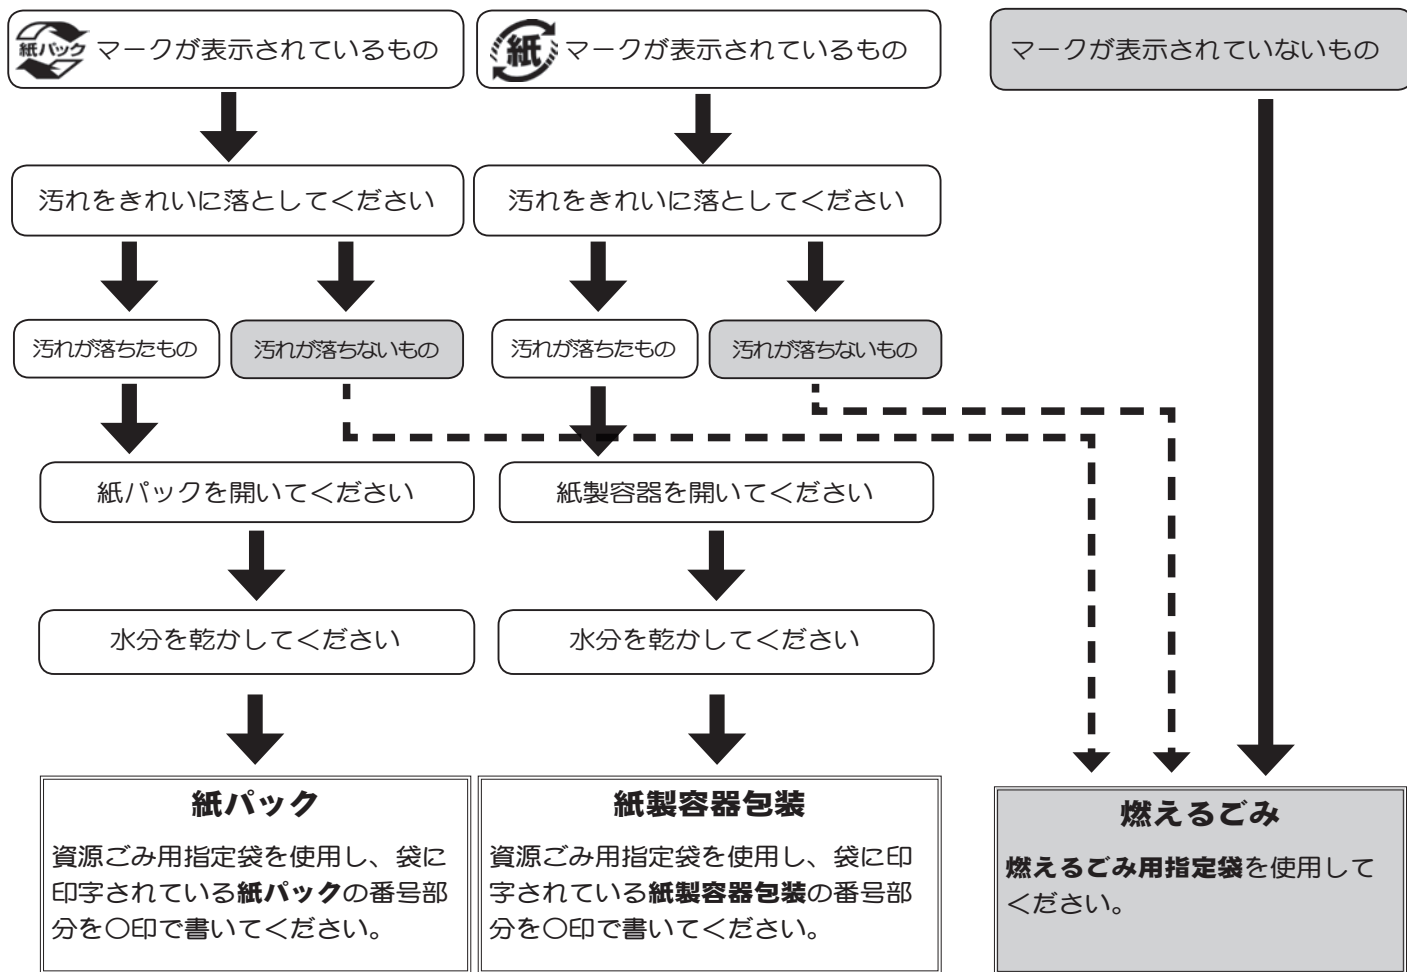 紙パック マークが表示されているもの
紙 マークが表示されているもの
マークが表示されていないもの
汚れをきれいに落としてください
汚れをきれいに落としてください
汚れが落ちたもの
汚れが落ちないもの
汚れが落ちたもの
汚れが落ちないもの
紙パックを開いてください
紙製容器を開いてください
水分を乾かしてください
水分を乾かしてください
紙パック
資源ごみ用指定袋を使用し、袋に
印字されている紙パックの番号部
分を〇印で書いてください。
紙製容器包装
資源ごみ用指定袋を使用し、袋に印
字されている紙製容器包装の番号部
分を〇印で書いてください。
燃えるごみ
燃えるごみ用指定袋を使用して
ください。